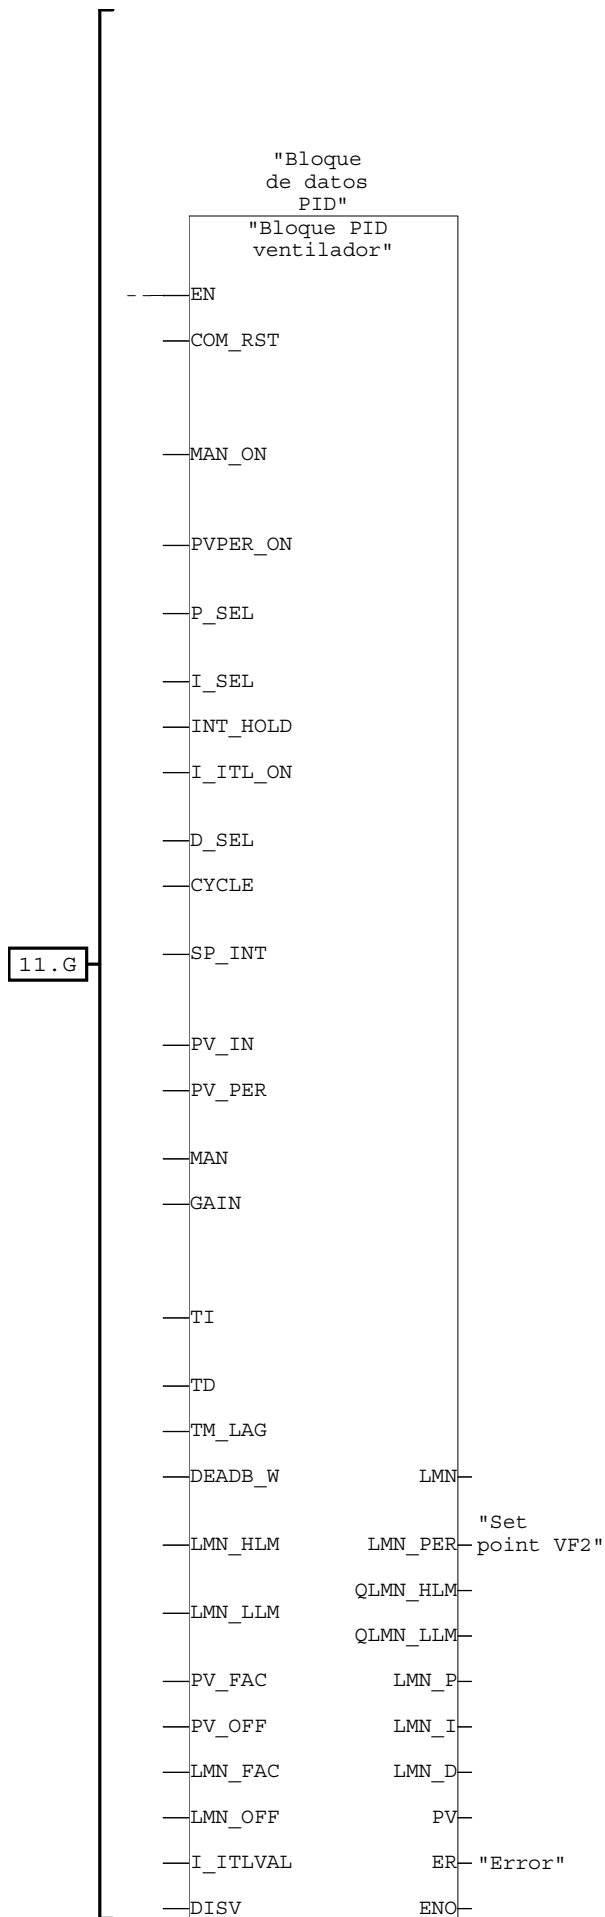 "Bloque
de datos
PID"
"Bloque PID
ventilador"
EN
COM_RST
MAN_ON
PVPER_ON
P_SEL
I_SEL
INT_HOLD
I_ITL_ON
D_SEL
CYCLE
SP_INT
11.G
PV_IN
PV_PER
MAN
GAIN
TI
TD
TM_LAG
DEADB_W LMN
"Set
LMN_HLM LMN_PER point VF2"
QLMN_HLM
LMN_LLM
QLMN_LLM
PV_FAC LMN_P
PV_OFF LMN_I
LMN_FAC LMN_D
LMN_OFF PV
I_ITLVAL ER "Error"
DISV ENO